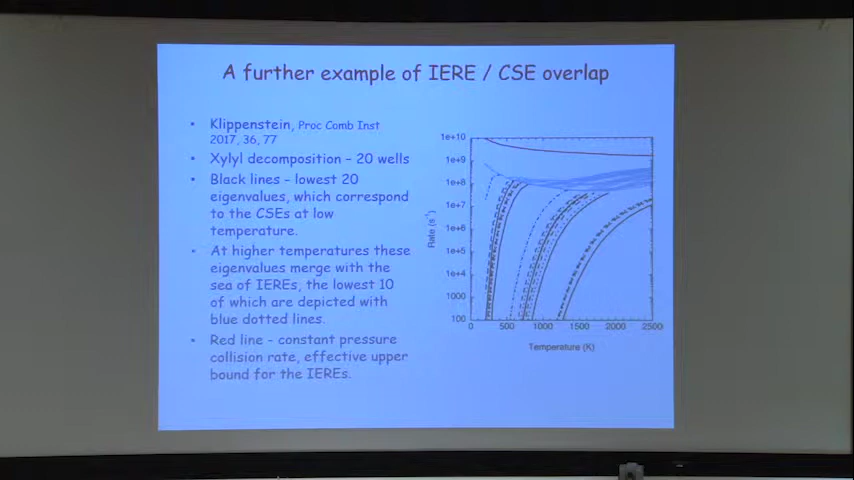 A further example of IERE / CSE overlap
• Klippenstein, Proc Comb Inst
2017, 36, 77
• Xylyl decomposition – 20 wells
• Black lines – lowest 20
eigenvalues, which correspond
to the CSEs at low
temperature.
• At higher temperatures these
eigenvalues merge with the
sea of IEREs, the lowest 10
of which are depicted with
blue dotted lines.
• Red line – constant pressure
collision rate, effective upper
bound for the IEREs.
1e+10
1e+9
1e+8
1e+7
1e+6
1e+5
1e+4
1000
100
Rate (s⁻¹)
0 500 1000 1500 2000 2500
Temperature (K)